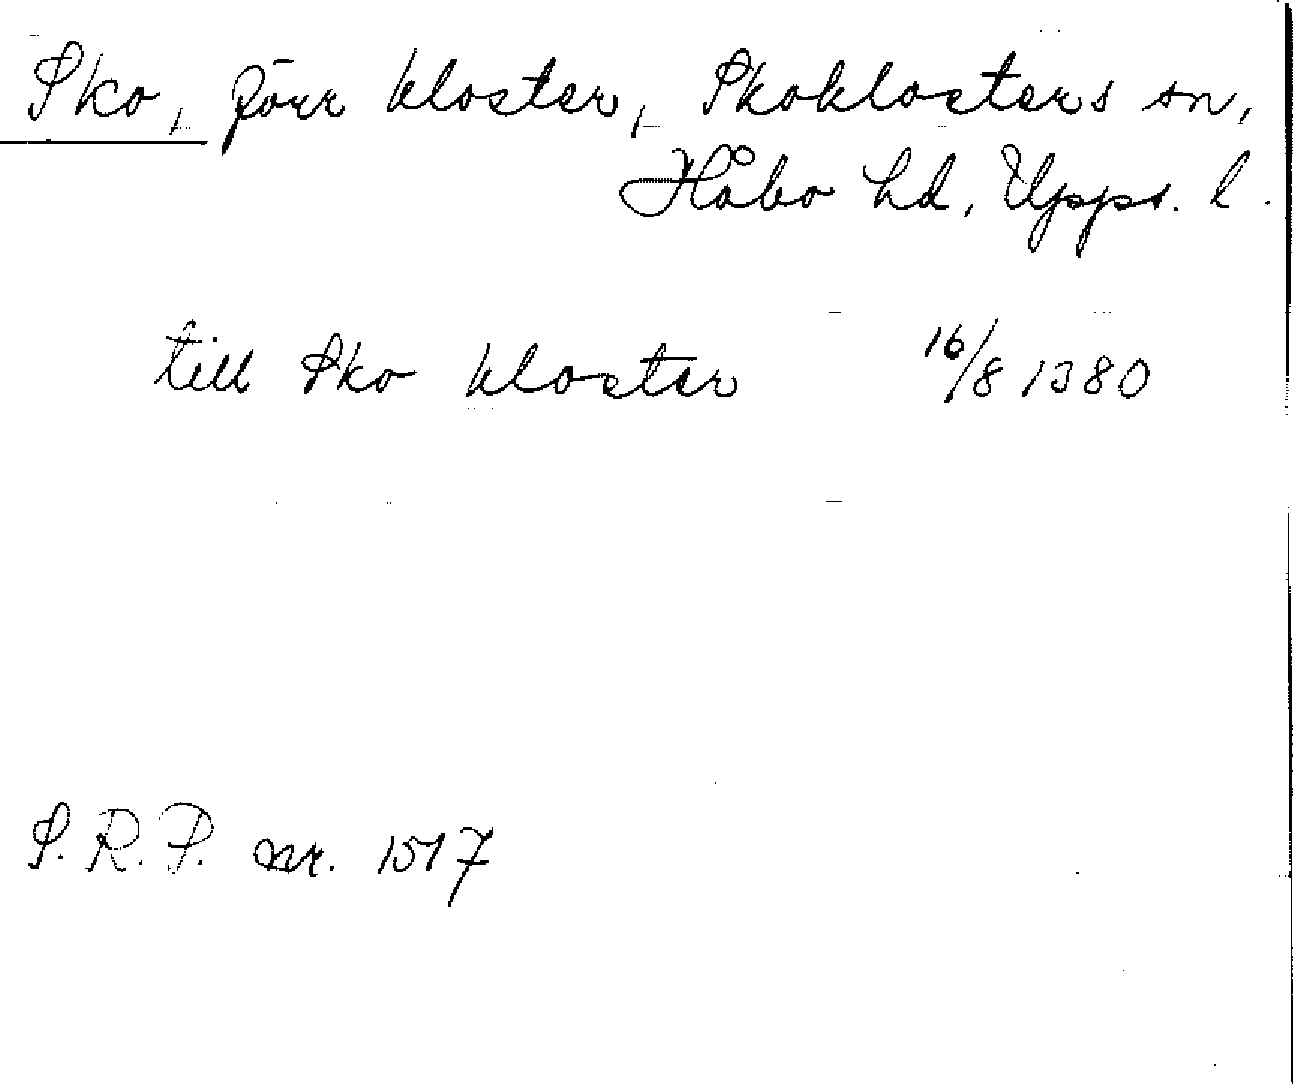 Sko, förr kloster, Skoklosters sn,
Håbo hd, Upps. l.
till Sko kloster 16/8 1380
S.R.P. nr. 1517